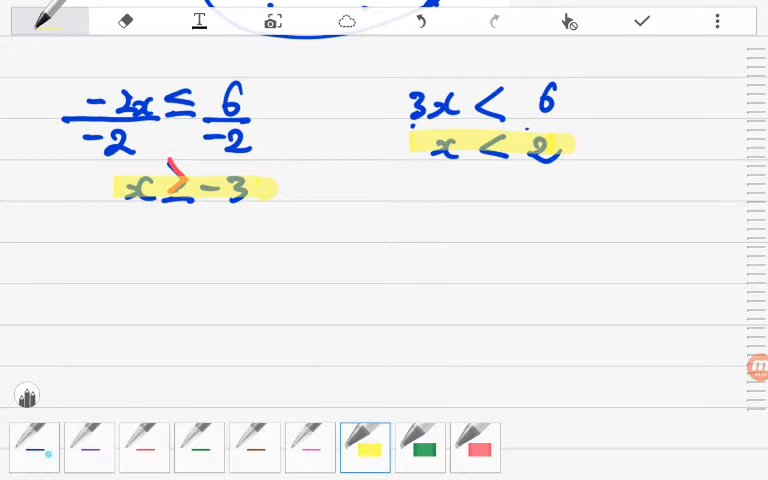 -2x ≤ 6
-2 -2
x ≥ -3
3x < 6
x < 2
T